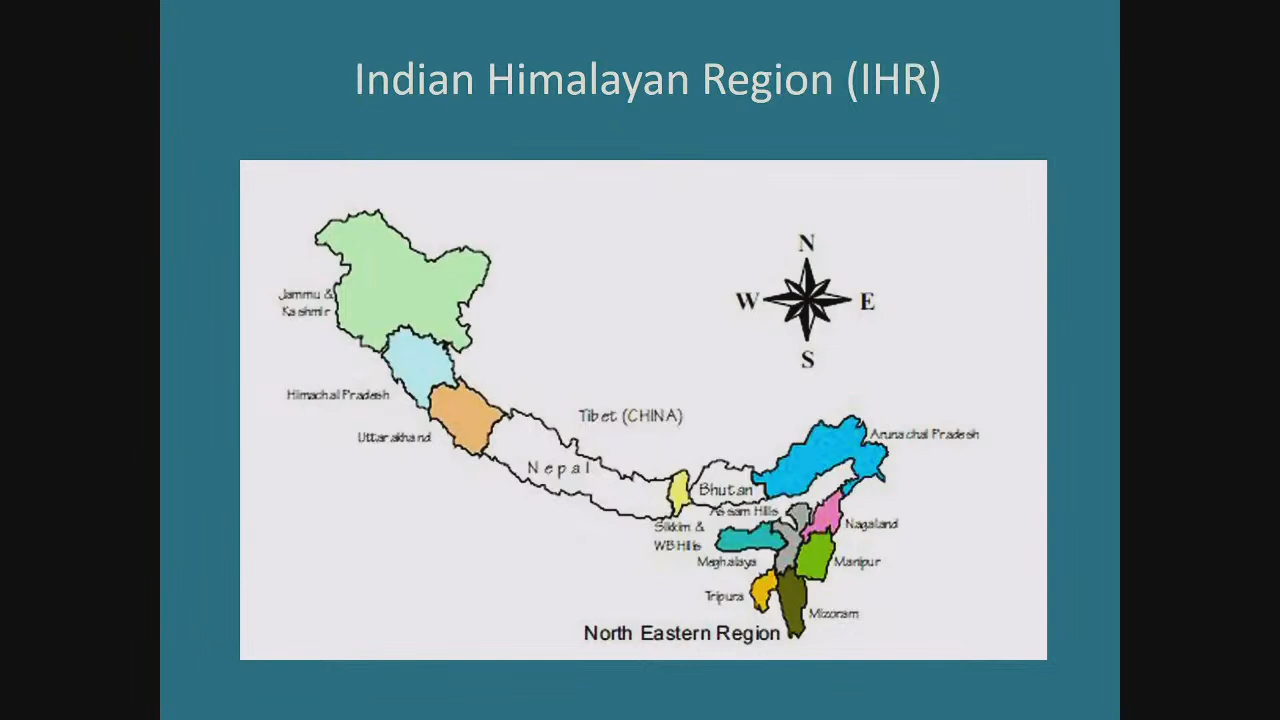 Indian Himalayan Region (IHR)
N
W E
S
Jammu &
Kashmir
Himachal Pradesh
Uttarakhand
Tibet (CHINA)
Nepal
Bhutan
Arunachal Pradesh
Assam Hills
Sikkim &
WB Hills
Nagaland
Meghalaya
Manipur
Tripura
Mizoram
North Eastern Region